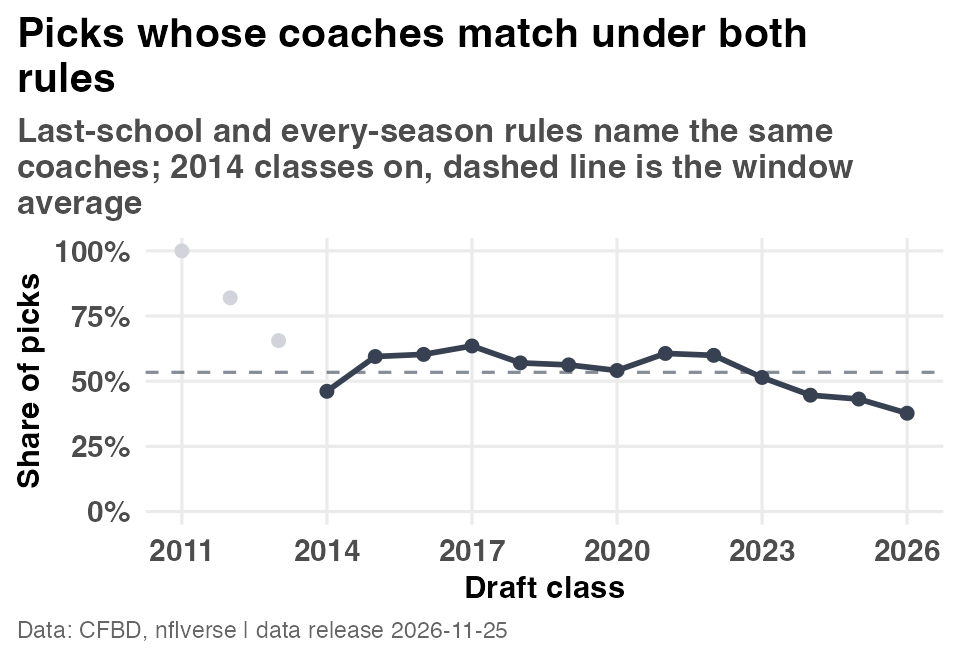 Picks whose coaches match under both
rules
Last-school and every-season rules name the same
coaches; 2014 classes on, dashed line is the window
average
100%
75%
50%
25%
0%
Share of picks
2011 2014 2017 2020 2023 2026
Draft class
Data: CFBD, nflverse | data release 2026-11-25